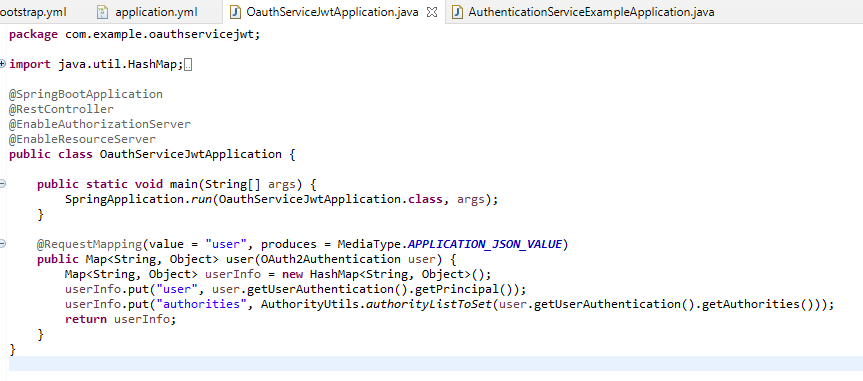 ootstrap.yml application.yml OauthServiceJwtApplication.java AuthenticationServiceExampleApplication.java
package com.example.oauthservicejwt;
import java.util.HashMap;
@SpringBootApplication
@RestController
@EnableAuthorizationServer
@EnableResourceServer
public class OauthServiceJwtApplication {
public static void main(String[] args) {
SpringApplication.run(OauthServiceJwtApplication.class, args);
}
@RequestMapping(value = "user", produces = MediaType.APPLICATION_JSON_VALUE)
public Map<String, Object> user(OAuth2Authentication user) {
Map<String, Object> userInfo = new HashMap<String, Object>();
userInfo.put("user", user.getUserAuthentication().getPrincipal());
userInfo.put("authorities", AuthorityUtils.authorityListToSet(user.getUserAuthentication().getAuthorities()));
return userInfo;
}
}